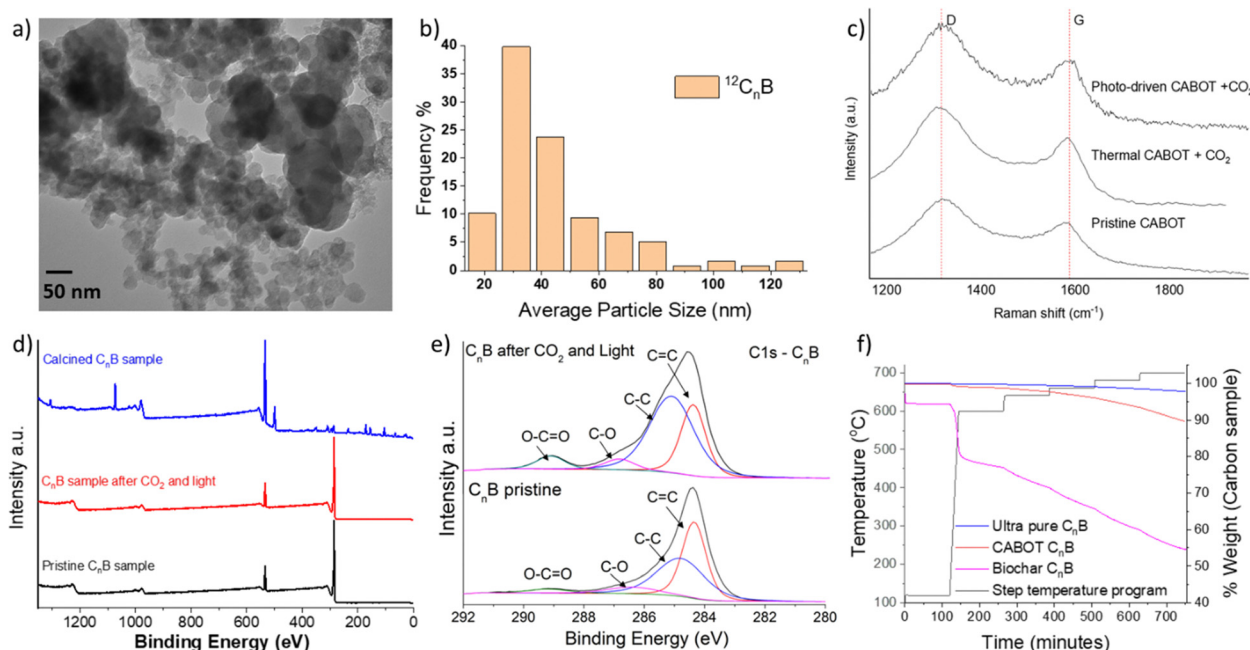 a)
50 nm
b)
¹²CₙB
Frequency %
40
35
30
25
20
15
10
5
0
20 40 60 80 100 120
Average Particle Size (nm)
c)
D
G
Photo-driven CABOT +CO₂
Thermal CABOT + CO₂
Pristine CABOT
Intensity (a.u.)
1200 1400 1600 1800
Raman shift (cm⁻¹)
d)
Calcined CₙB sample
CₙB sample after CO₂ and light
Pristine CₙB sample
Intensity a.u.
1200 1000 800 600 400 200 0
Binding Energy (eV)
e)
CₙB after CO₂ and Light
C1s - CₙB
C=C
C-C
C-O
O-C=O
CₙB pristine
C=C
C-C
C-O
O-C=O
Intensity (eV)
292 290 288 286 284 282 280
Binding Energy (eV)
f)
Temperature (°C)
700
600
500
400
300
200
100
Ultra pure CₙB
CABOT CₙB
Biochar CₙB
Step temperature program
100
90
80
70
60
50
40
% Weight (Carbon sample)
0 100 200 300 400 500 600 700
Time (minutes)